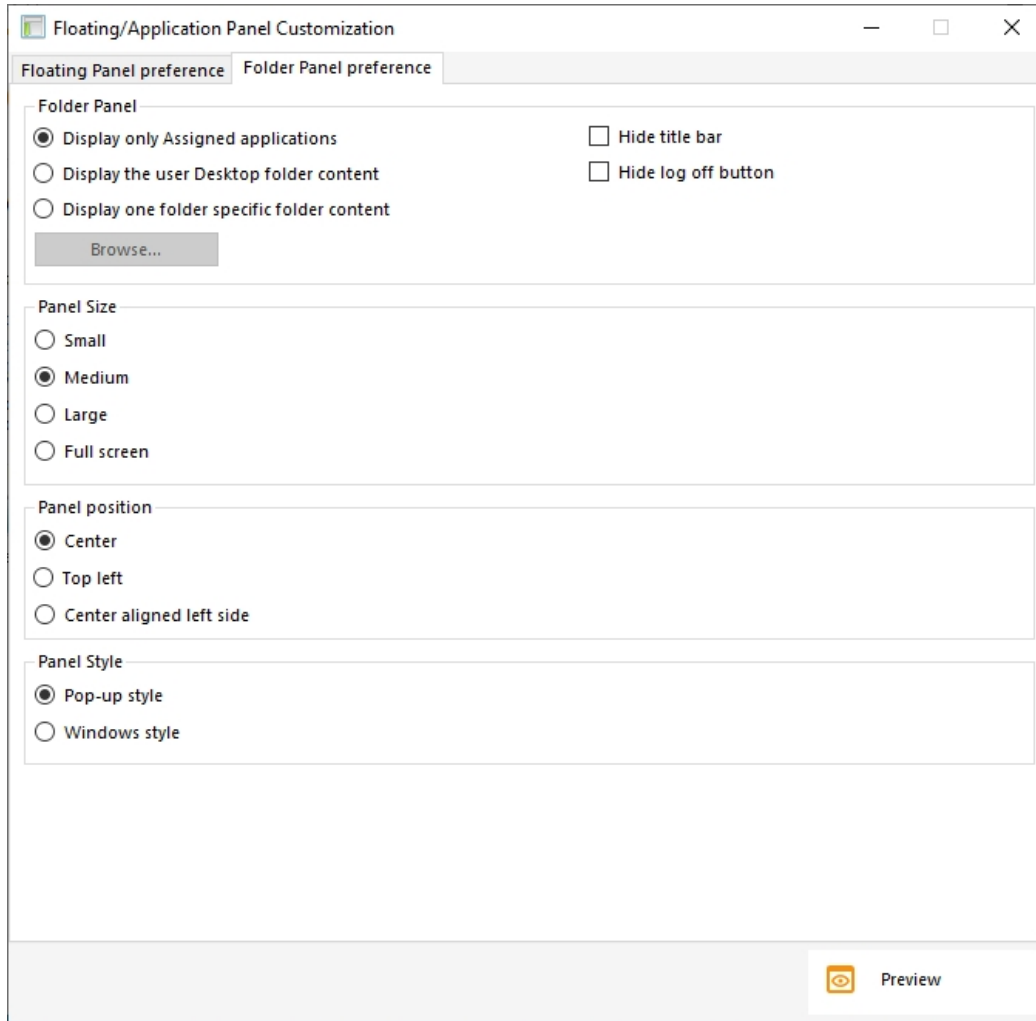 Floating/Application Panel Customization
Floating Panel preference Folder Panel preference
Folder Panel
Display only Assigned applications
Hide title bar
Display the user Desktop folder content
Hide log off button
Display one folder specific folder content
Browse...
Panel Size
Small
Medium
Large
Full screen
Panel position
Center
Top left
Center aligned left side
Panel Style
Pop-up style
Windows style
Preview